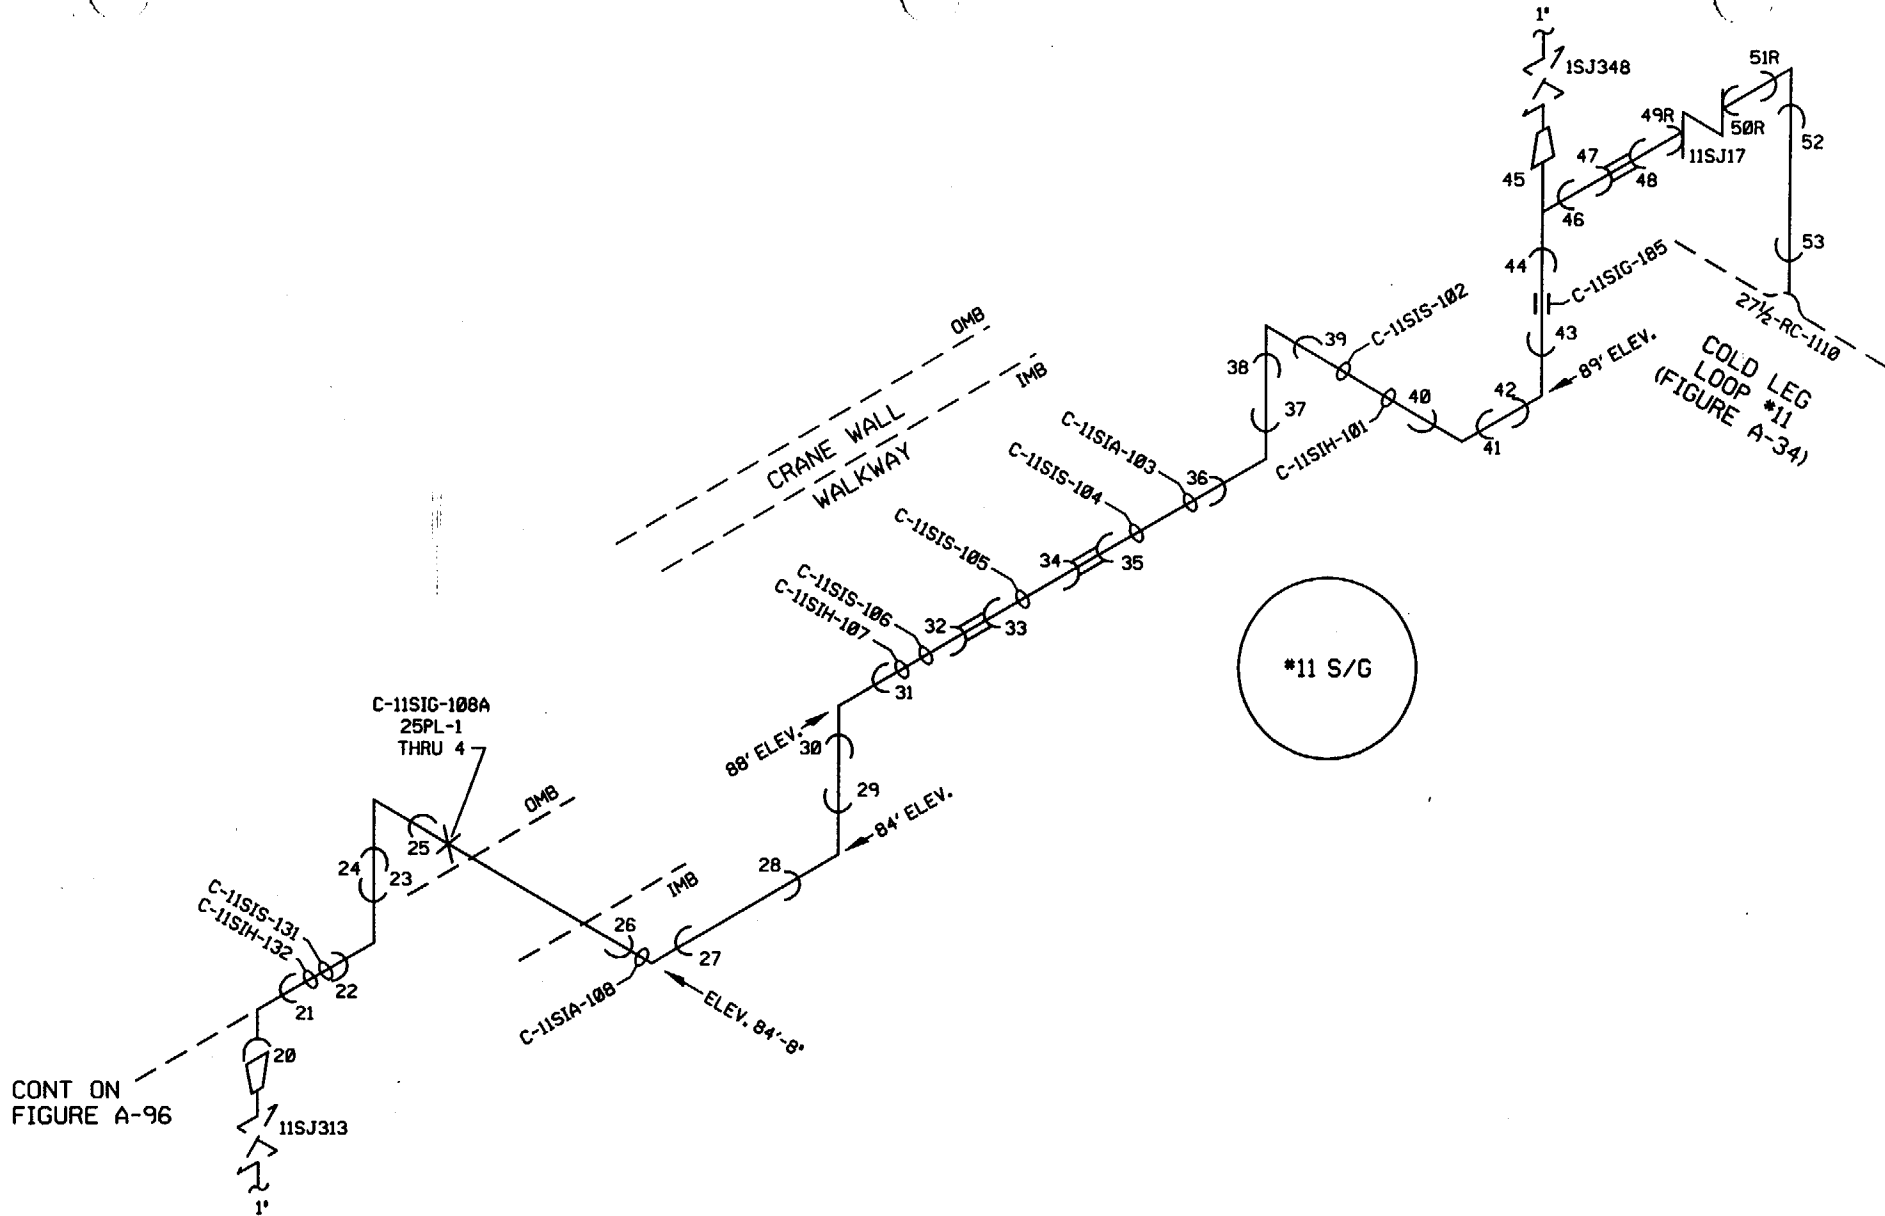 1"
1SJ348
51R
49R
50R
11SJ17
52
47
48
45
46
53
44
C-11SIG-185
27½-RC-1110
43
89' ELEV.
COLD LEG
LOOP #11
(FIGURE A-34)
C-11SIS-102
39
38
OMB
IMB
CRANE WALL
WALKWAY
37
40
42
41
C-11SIH-101
C-11SIA-103
36
C-11SIS-104
C-11SIS-105
34
35
C-11SIS-106
C-11SIH-107
32
33
#11 S/G
31
C-11SIG-108A
25PL-1
THRU 4
88' ELEV.
30
29
84' ELEV.
OMB
25
24
23
28
IMB
C-11SIS-131
C-11SIH-132
26
27
22
21
C-11SIA-108
ELEV. 84'-8"
20
CONT ON
FIGURE A-96
11SJ313
1"